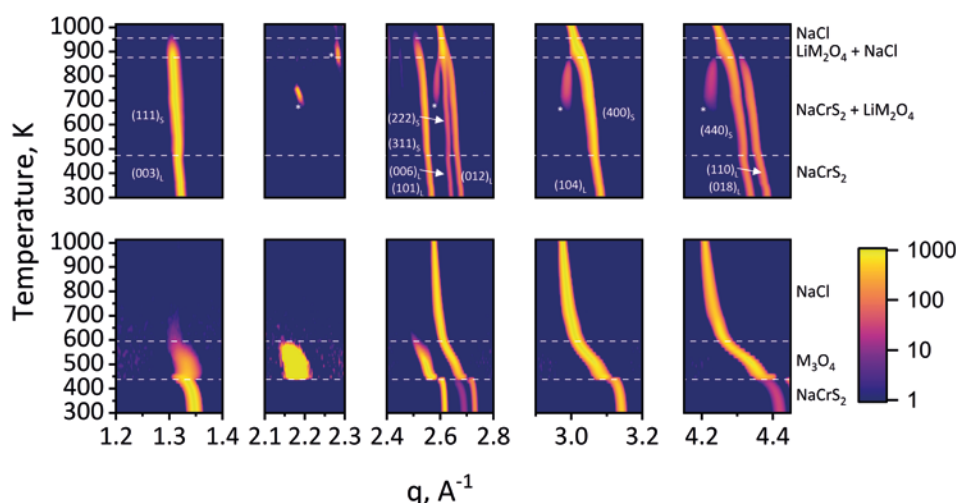 1000
900
800
700
600
500
400
300
(111)S
(003)L
*
*
(222)S
(311)S
(006)L
(101)L
(012)L
*
(400)S
(104)L
*
(440)S
(110)L
(018)L
*
NaCl
LiM2O4 + NaCl
NaCrS2 + LiM2O4
NaCrS2
Temperature, K
1000
900
800
700
600
500
400
300
NaCl
M3O4
NaCrS2
1000
100
10
1
1.2 1.3 1.4 2.1 2.2 2.3 2.4 2.6 2.8 3.0 3.2 4.2 4.4
q, A-1